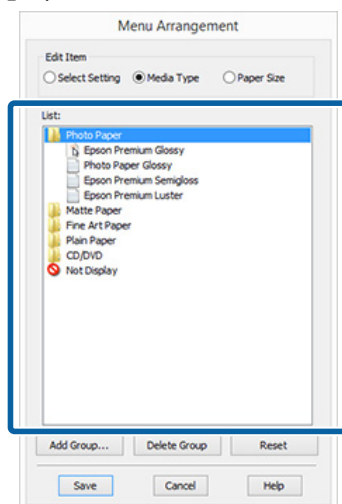 Menu Arrangement
Edit Item
Select Setting Media Type Paper Size
List:
Photo Paper
Epson Premium Glossy
Photo Paper Glossy
Epson Premium Semigloss
Epson Premium Luster
Matte Paper
Fine Art Paper
Plain Paper
CD/DVD
Not Display
Add Group... Delete Group Reset
Save Cancel Help